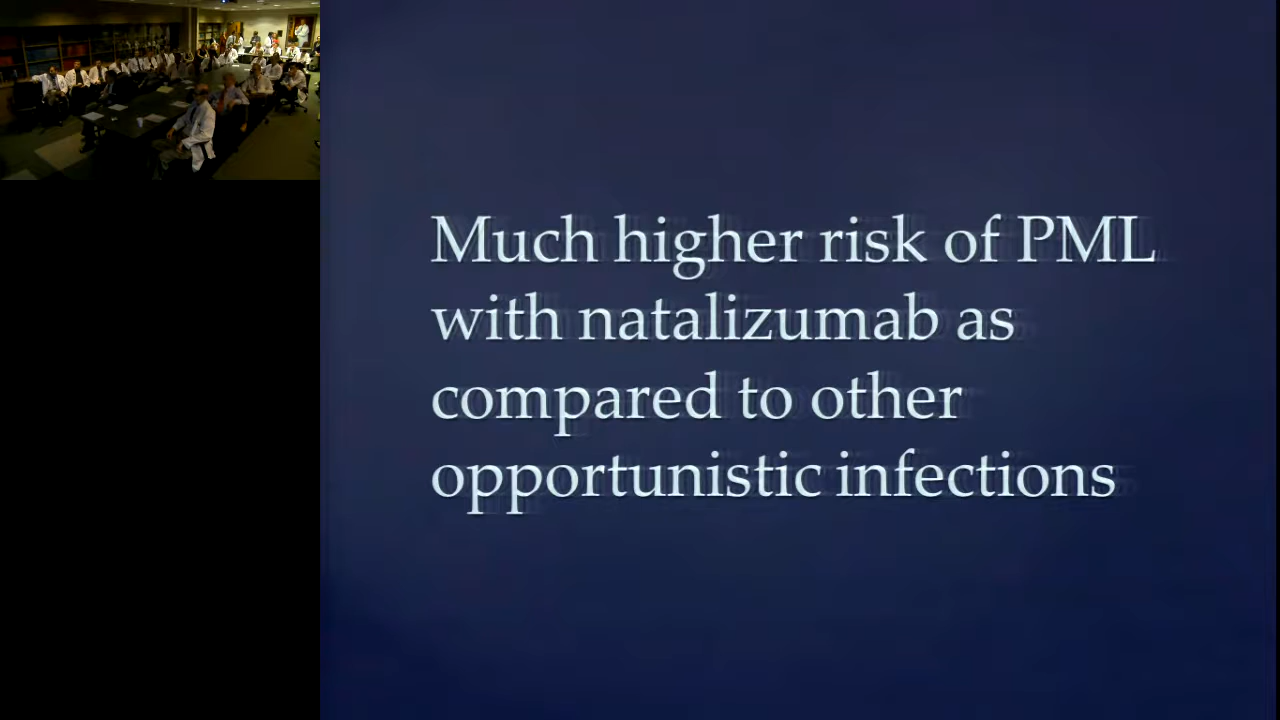 Much higher risk of PML
with natalizumab as
compared to other
opportunistic infections